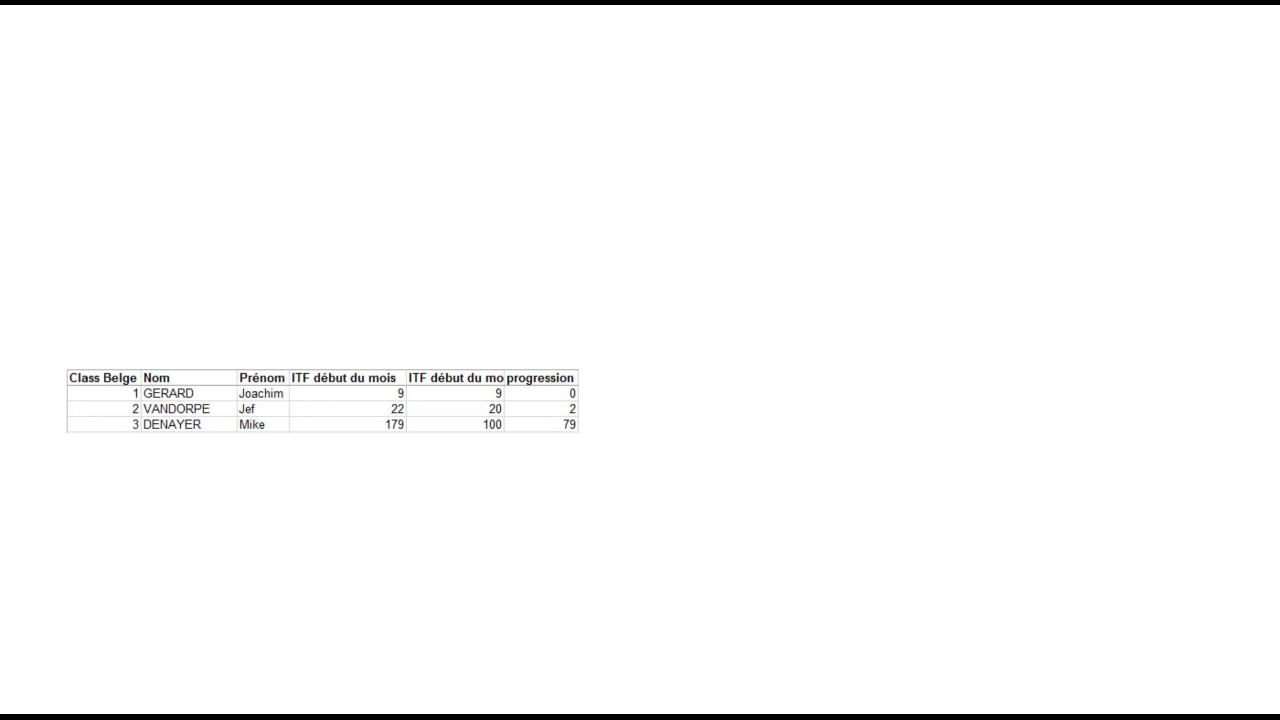 Class Belge Nom Prénom ITF début du mois ITF début du mo progression
1 GERARD Joachim 9 9 0
2 VANDORPE Jef 22 20 2
3 DENAYER Mike 179 100 79